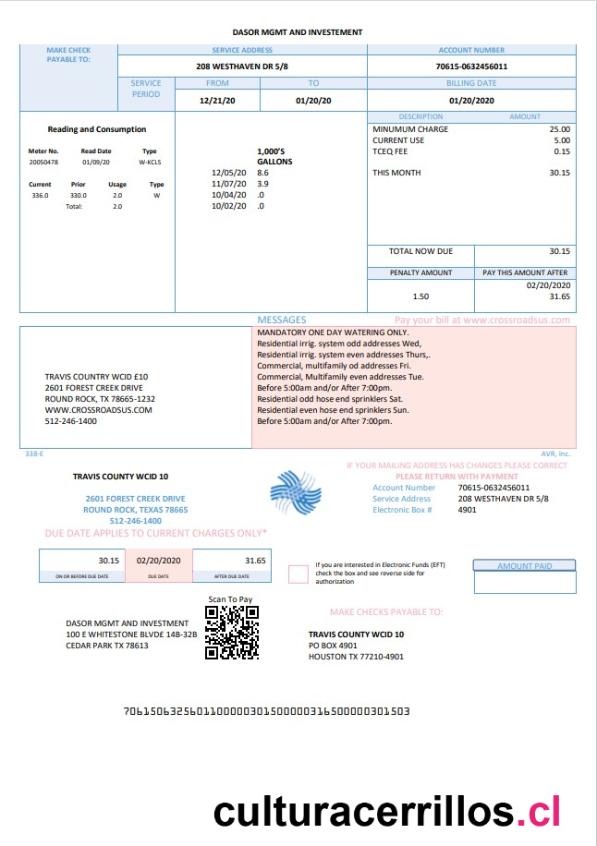 DASOR MGMT AND INVESTEMENT
MAKE CHECK
PAYABLE TO:
SERVICE ADDRESS
ACCOUNT NUMBER
208 WESTHAVEN DR 5/8
70615-0632456011
SERVICE
PERIOD
FROM
TO
BILLING DATE
12/21/20
01/20/20
01/20/2020
DESCRIPTION AMOUNT
Reading and Consumption
MINIMUM CHARGE 25.00
CURRENT USE 5.00
TCEQ FEE 0.15
THIS MONTH 30.15
Meter No. Read Date Type
20050478 01/09/20 W-KCLS
Current Prior Usage Type
336.0 330.0 2.0 W
Total: 2.0
1,000'S
GALLONS
12/05/20 8.6
11/07/20 3.9
10/04/20 .0
10/02/20 .0
TOTAL NOW DUE 30.15
PENALTY AMOUNT PAY THIS AMOUNT AFTER
02/20/2020
1.50 31.65
MESSAGES Pay your bill at www.crossroadsus.com
MANDATORY ONE DAY WATERING ONLY.
Residential irrig. system odd addresses Wed,
Residential irrig. system even addresses Thurs,.
Commercial, multifamily od addresses Fri.
Commercial, Multifamily even addresses Tue.
Before 5:00am and/or After 7:00pm.
Residential odd hose end sprinklers Sat.
Residential even hose end sprinklers Sun.
Before 5:00am and/or After 7:00pm.
TRAVIS COUNTRY WCID £10
2601 FOREST CREEK DRIVE
ROUND ROCK, TX 78665-1232
WWW.CROSSROADSUS.COM
512-246-1400
338-E
AVR, Inc.
IF YOUR MAILING ADDRESS HAS CHANGES PLEASE CORRECT
PLEASE RETURN WITH PAYMENT
TRAVIS COUNTY WCID 10
Account Number 70615-0632456011
Service Address 208 WESTHAVEN DR 5/8
Electronic Box # 4901
2601 FOREST CREEK DRIVE
ROUND ROCK, TEXAS 78665
512-246-1400
DUE DATE APPLIES TO CURRENT CHARGES ONLY*
30.15 02/20/2020 31.65
ON OR BEFORE DUE DATE DUE DATE AFTER DUE DATE
If you are interested in Electronic Funds (EFT)
check the box and see reverse side for
authorization
AMOUNT PAID
Scan To Pay
DASOR MGMT AND INVESTMENT
100 E WHITESTONE BLVDE 14B-32B
CEDAR PARK TX 78613
MAKE CHECKS PAYABLE TO:
TRAVIS COUNTY WCID 10
PO BOX 4901
HOUSTON TX 77210-4901
7061506325601100000301500000316500000301503
culturacerrillos.cl